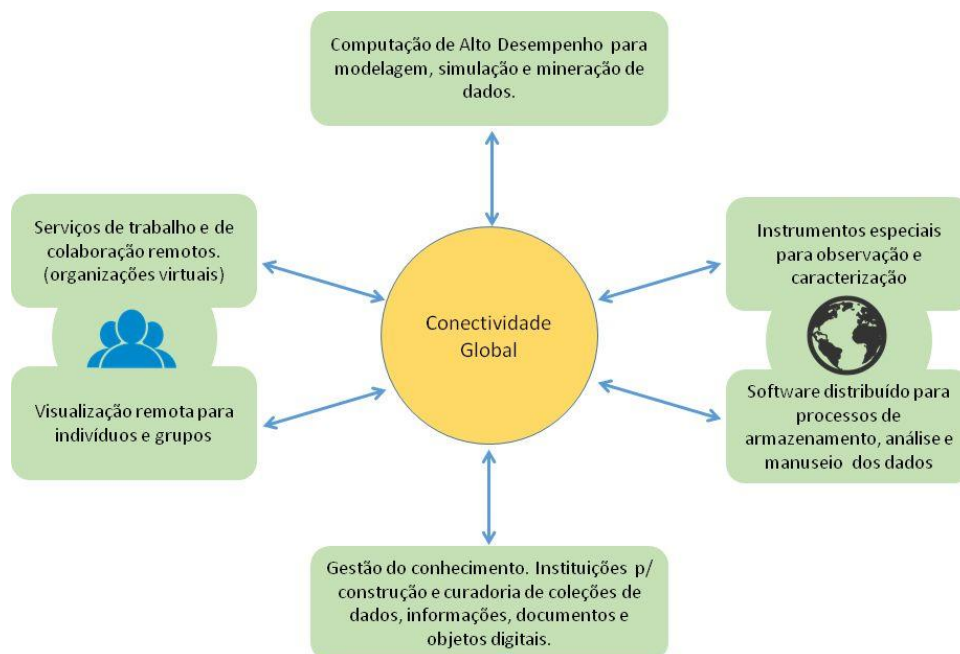 Computação de Alto Desempenho para
modelagem, simulação e mineração de
dados.
Serviços de trabalho e de
colaboração remotos.
(organizações virtuais)
Instrumentos especiais
para observação e
caracterização
Conectividade
Global
Visualização remota para
indivíduos e grupos
Software distribuído para
processos de
armazenamento, análise e
manuseio dos dados
Gestão do conhecimento. Instituições p/
construção e curadoria de coleções de
dados, informações, documentos e
objetos digitais.